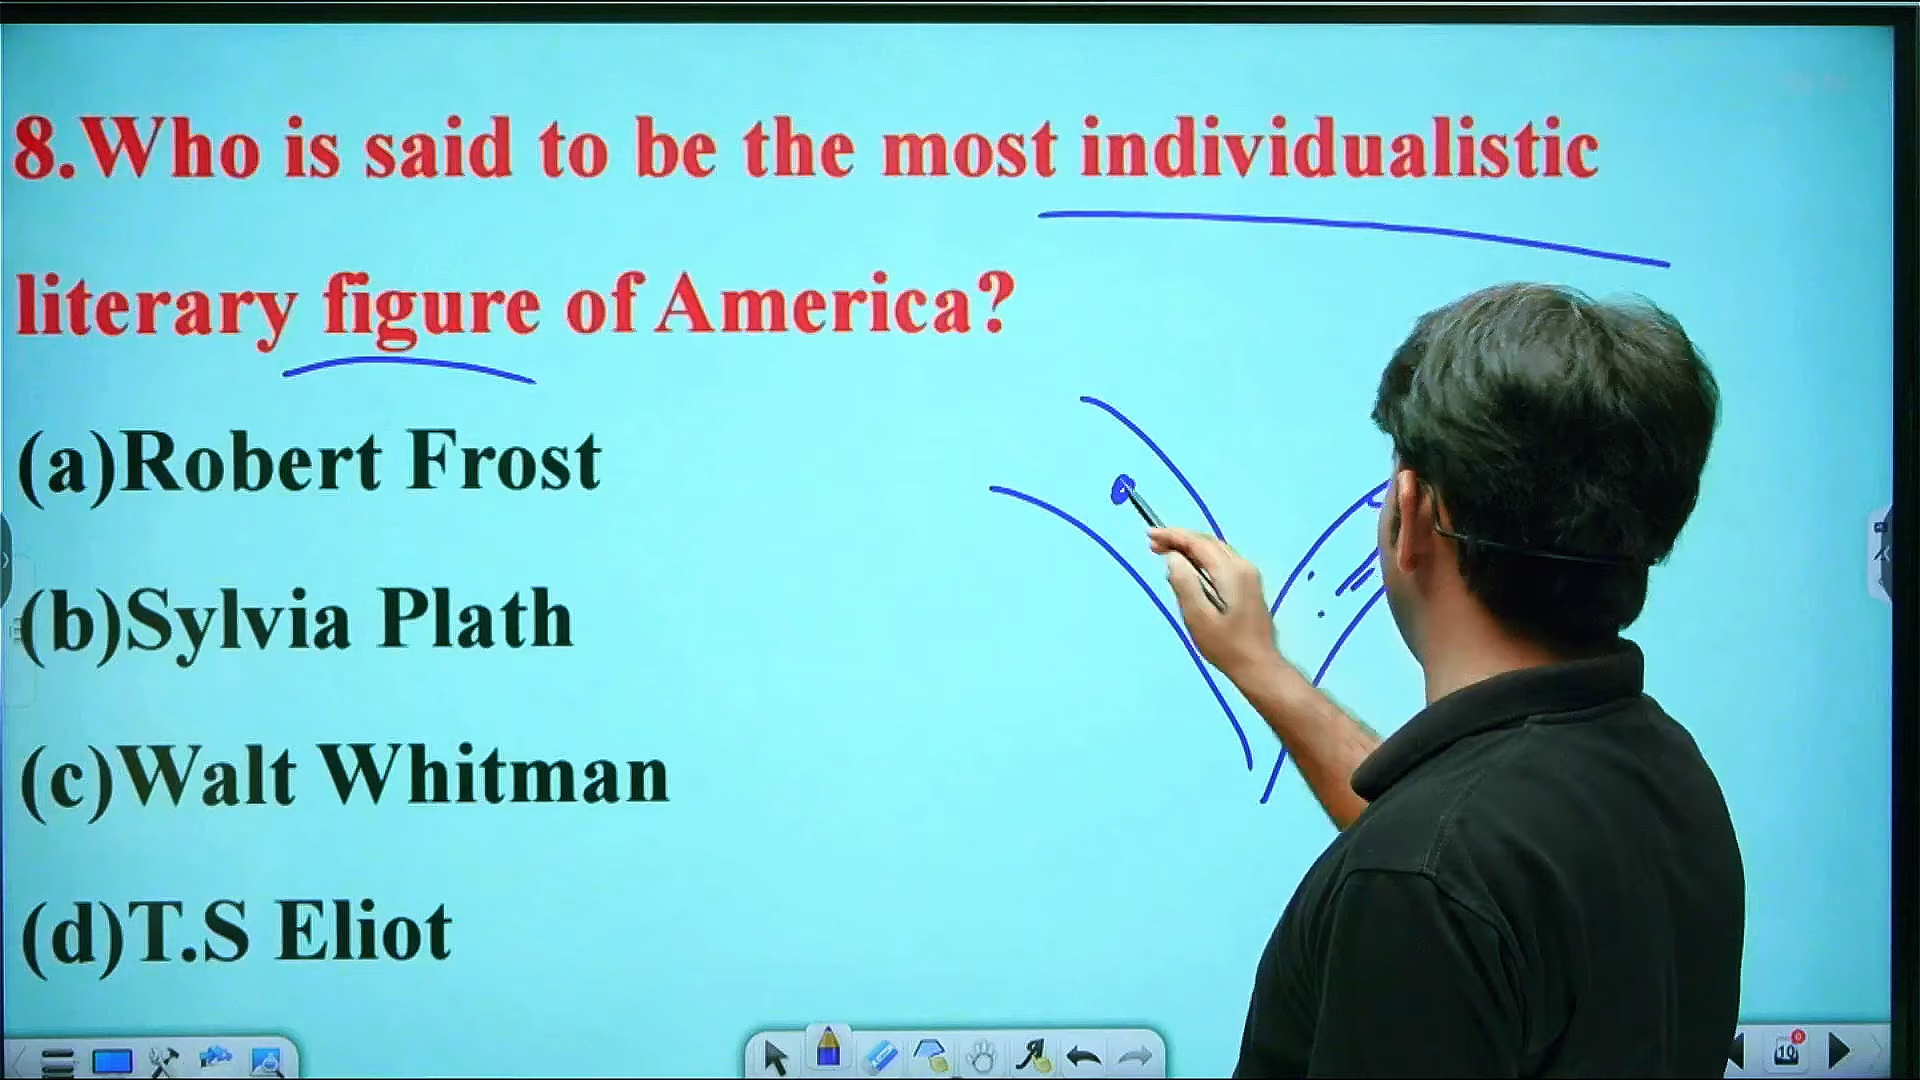 8.Who is said to be the most individualistic
literary figure of America?
(a)Robert Frost
(b)Sylvia Plath
(c)Walt Whitman
(d)T.S Eliot
10